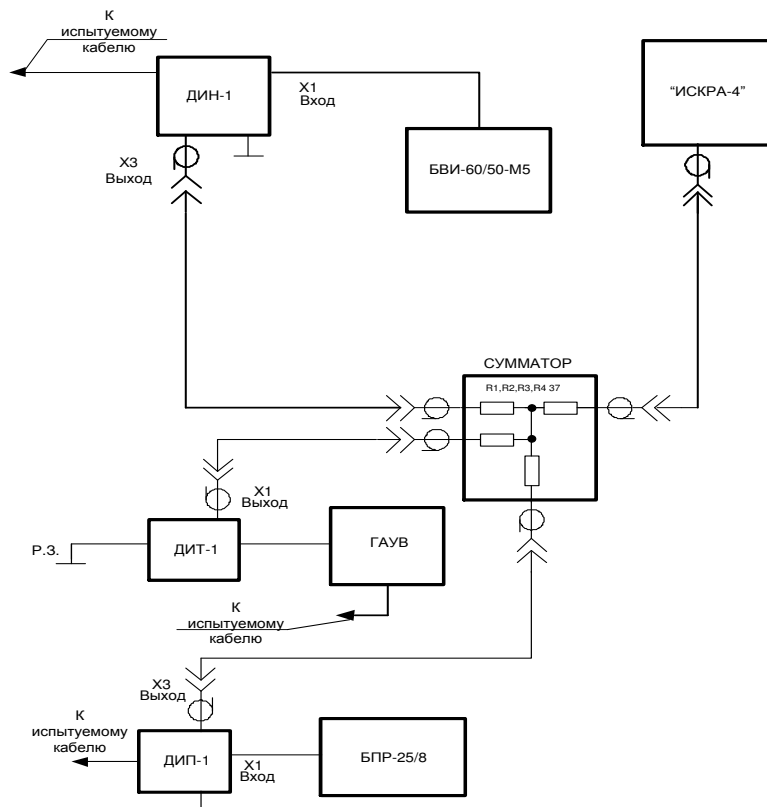 К
испытуемому
кабелю
ДИН-1
Х1
Вход
"ИСКРА-4"
БВИ-60/50-М5
Х3
Выход
СУММАТОР
R1,R2,R3,R4 37
Х1
Выход
Р.З.
ДИТ-1
ГАУВ
К
испытуемому
кабелю
Х3
Выход
К
испытуемому
кабелю
ДИП-1
Х1
Вход
БПР-25/8